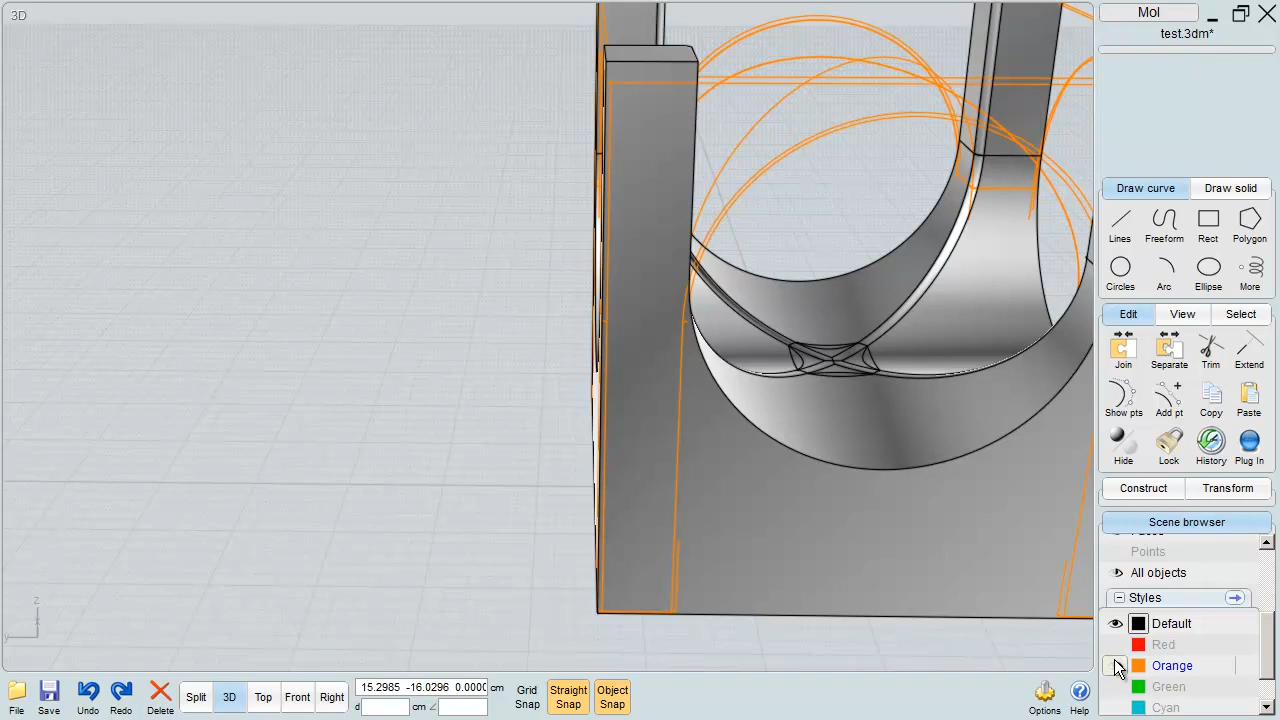 3D
MoI
test.3dm*
Draw curve Draw solid
Lines Freeform Rect Polygon
Circles Arc Ellipse More
Edit View Select
Join Separate Trim Extend
Show pts Add pt Copy Paste
Hide Lock History Plug In
Construct Transform
Scene browser
Points
All objects
Styles
Default
Red
Orange
Green
Cyan
z
x
y
File Save Undo Redo Delete Split 3D Top Front Right
15.2985 -16.0296 0.0000 cm
d cm ∠
Grid Snap
Straight Snap
Object Snap
Options Help